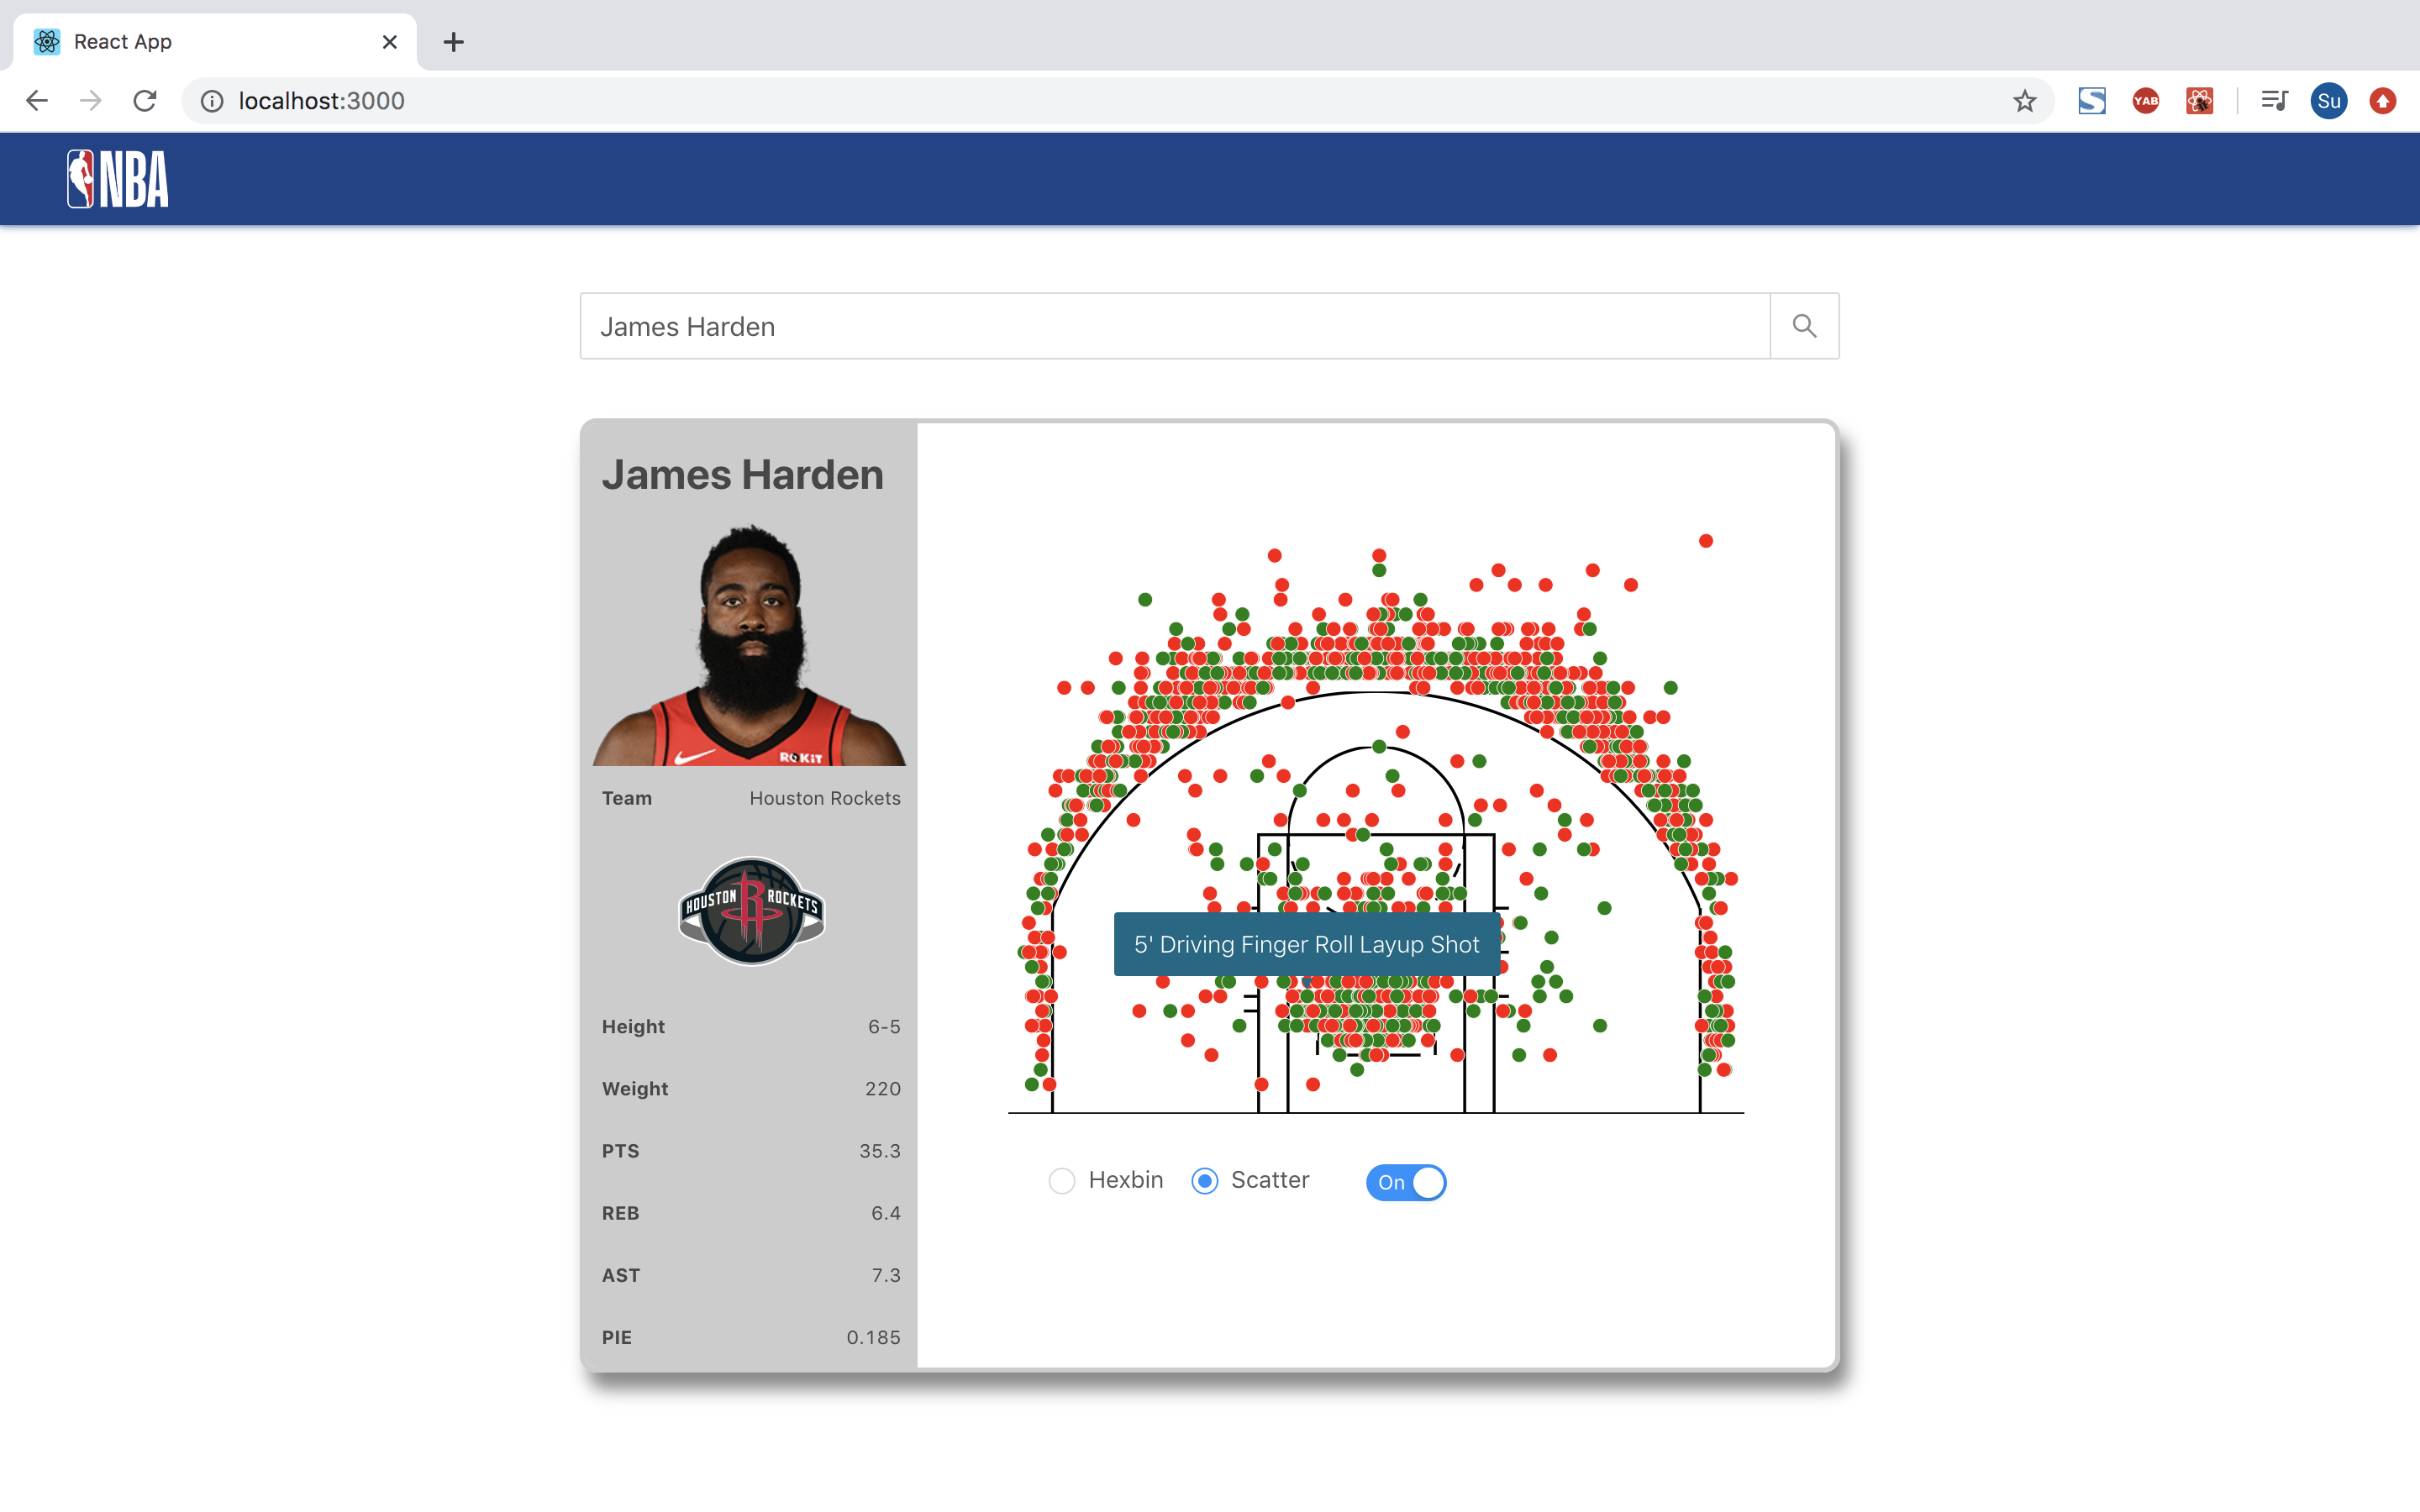 React App
localhost:3000
YAB
Su
NBA
James Harden
James Harden
ROKiT
Team Houston Rockets
HOUSTON ROCKETS
Height 6-5
Weight 220
PTS 35.3
REB 6.4
AST 7.3
PIE 0.185
5' Driving Finger Roll Layup Shot
Hexbin Scatter On